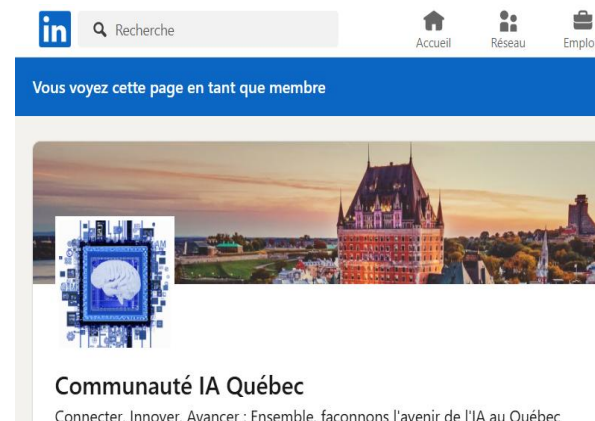 in
Recherche
Accueil
Réseau
Emplo
Vous voyez cette page en tant que membre
Communauté IA Québec
Connecter, Innover, Avancer : Ensemble, façonnons l'avenir de l'IA au Québec